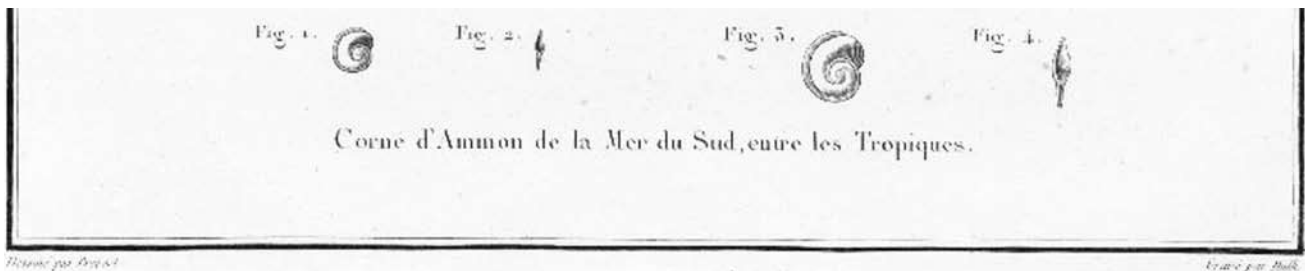 Fig. 1. Fig. 2. Fig. 3. Fig. 4.
Corne d'Ammon de la Mer du Sud, entre les Tropiques.
Dessiné par Prevost
Gravé par